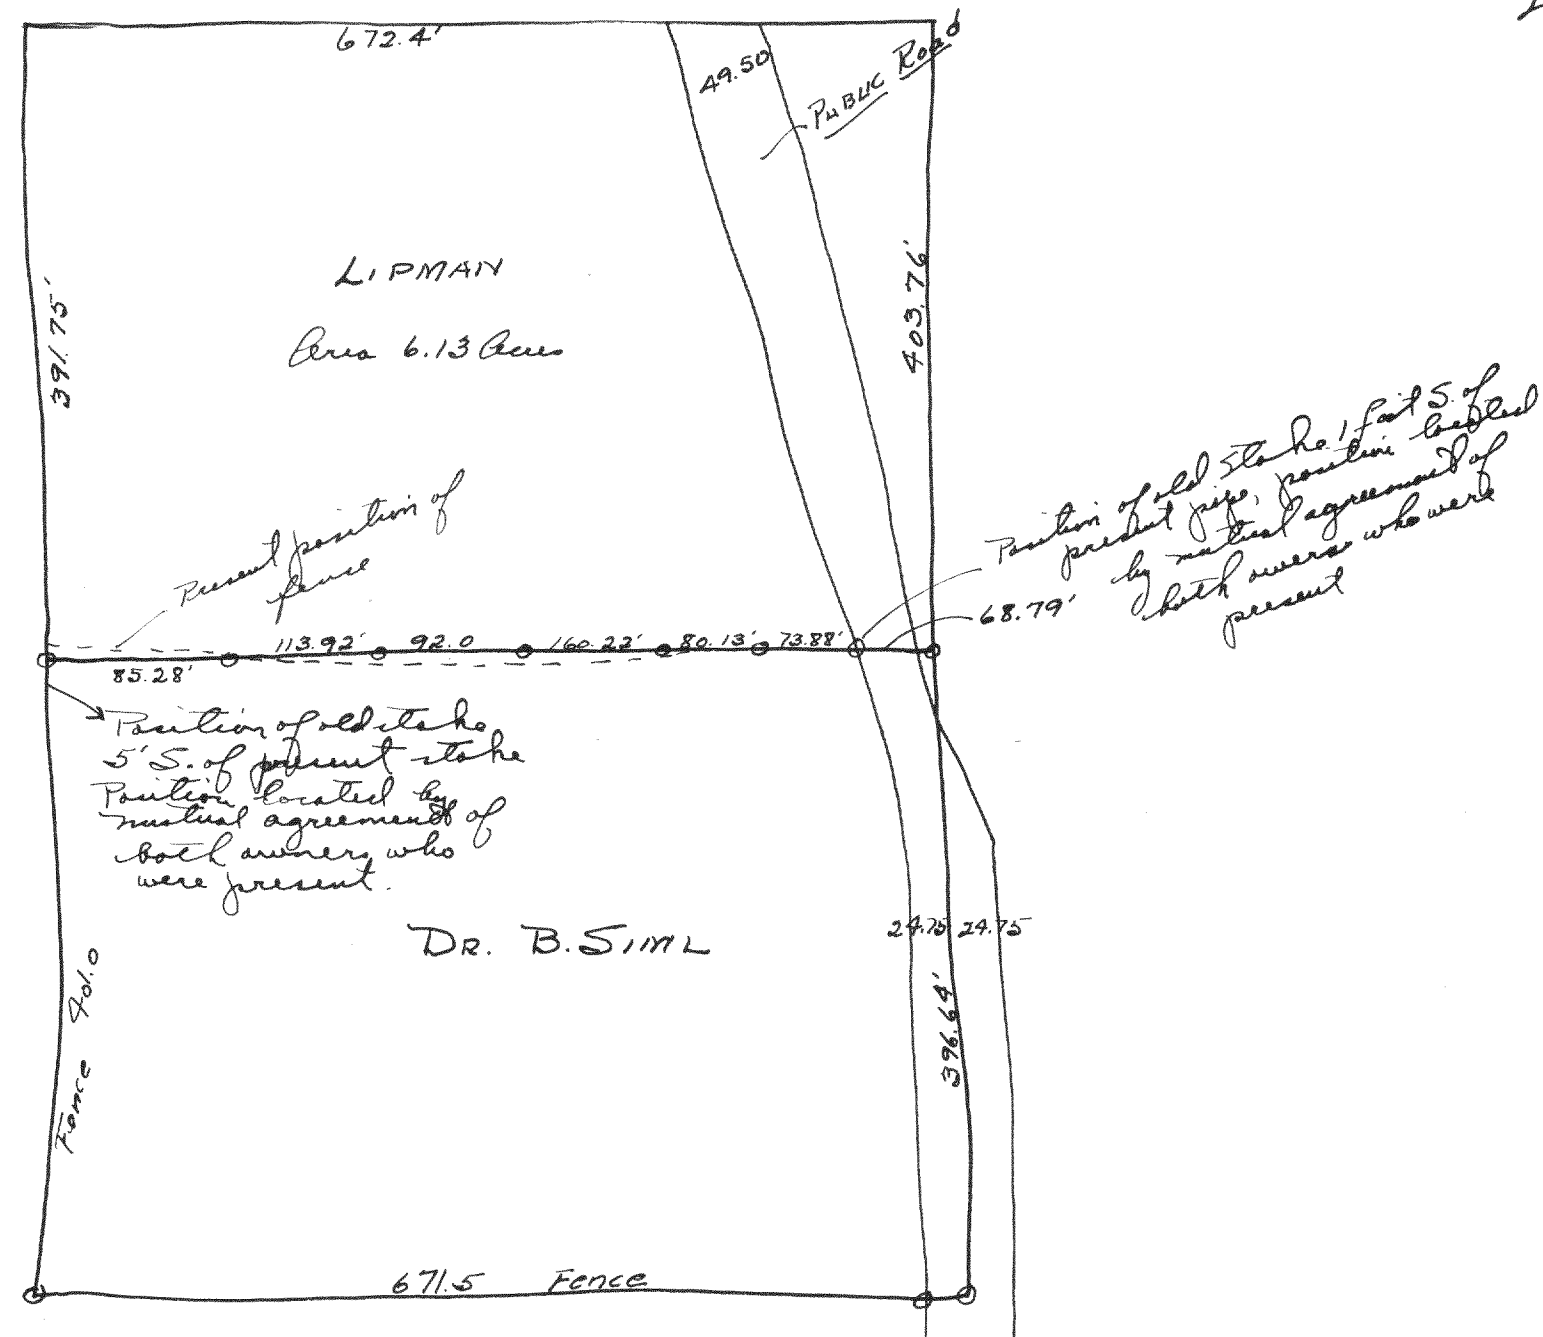 672.4'
49.50
Public Road
391.75'
403.76'
LIPMAN
Area 6.13 Acres
Present position of
fence
Position of old stake 1 foot S. of
present pipe, position located
by mutual agreement of
both owners who were
present
68.79'
113.92'
92.0
160.22'
80.13'
73.88'
85.28'
Position of old stake
5' S. of present stake
Position located by
mutual agreement of
both owners who
were present.
DR. B. SIML
24.75
24.75
Fence 401.0
396.64'
671.5 Fence